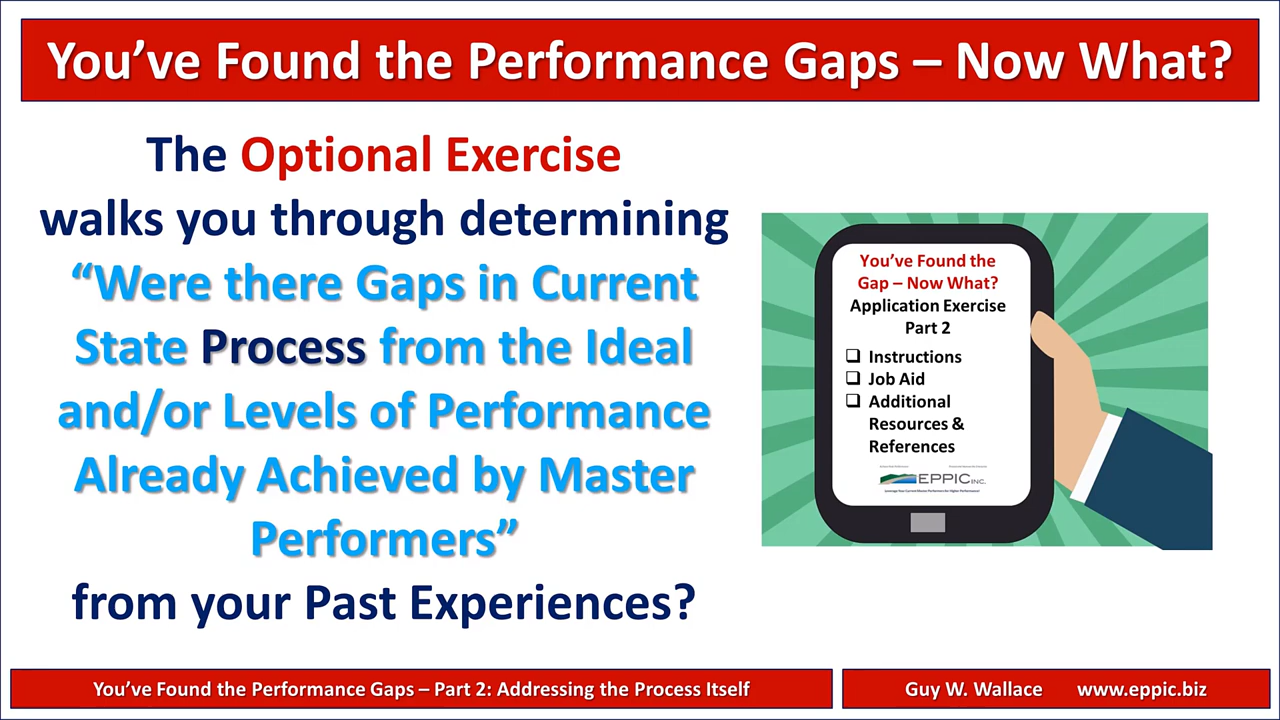 You’ve Found the Performance Gaps – Now What?
The Optional Exercise
walks you through determining
“Were there Gaps in Current
State Process from the Ideal
and/or Levels of Performance
Already Achieved by Master
Performers”
from your Past Experiences?
You’ve Found the
Gap – Now What?
Application Exercise
Part 2
Instructions
Job Aid
Additional
Resources &
References
EPPIC INC.
You’ve Found the Performance Gaps – Part 2: Addressing the Process Itself
Guy W. Wallace www.eppic.biz